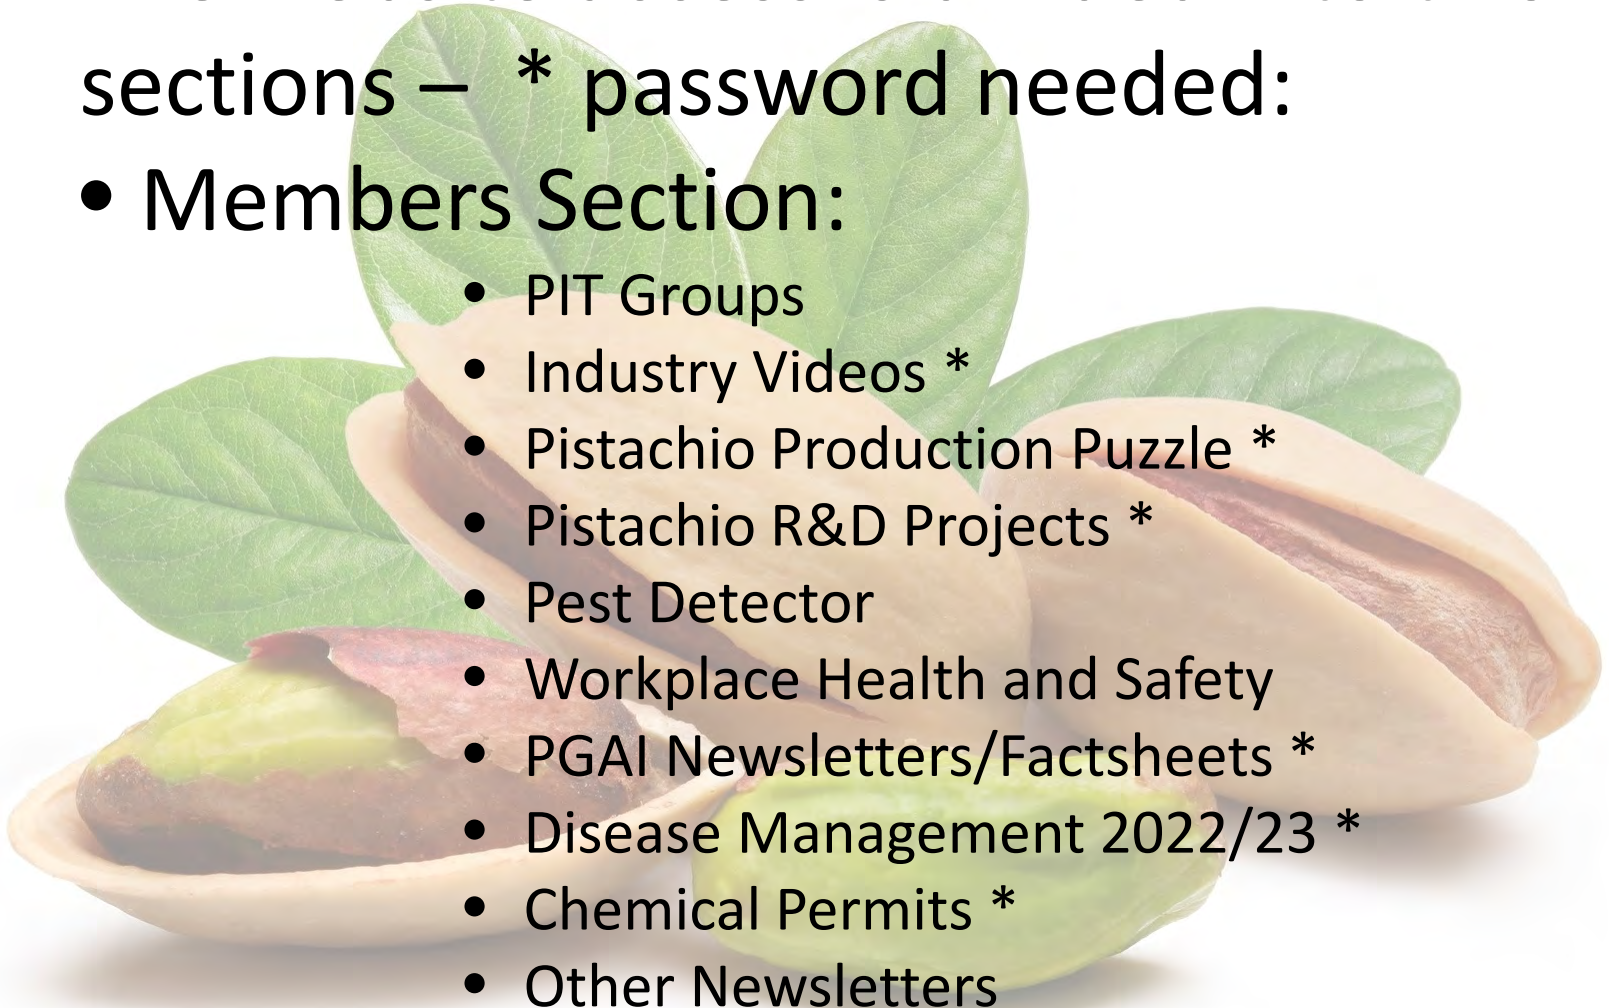 sections – * password needed:
• Members Section:
• PIT Groups
• Industry Videos *
• Pistachio Production Puzzle *
• Pistachio R&D Projects *
• Pest Detector
• Workplace Health and Safety
• PGAI Newsletters/Factsheets *
• Disease Management 2022/23 *
• Chemical Permits *
• Other Newsletters